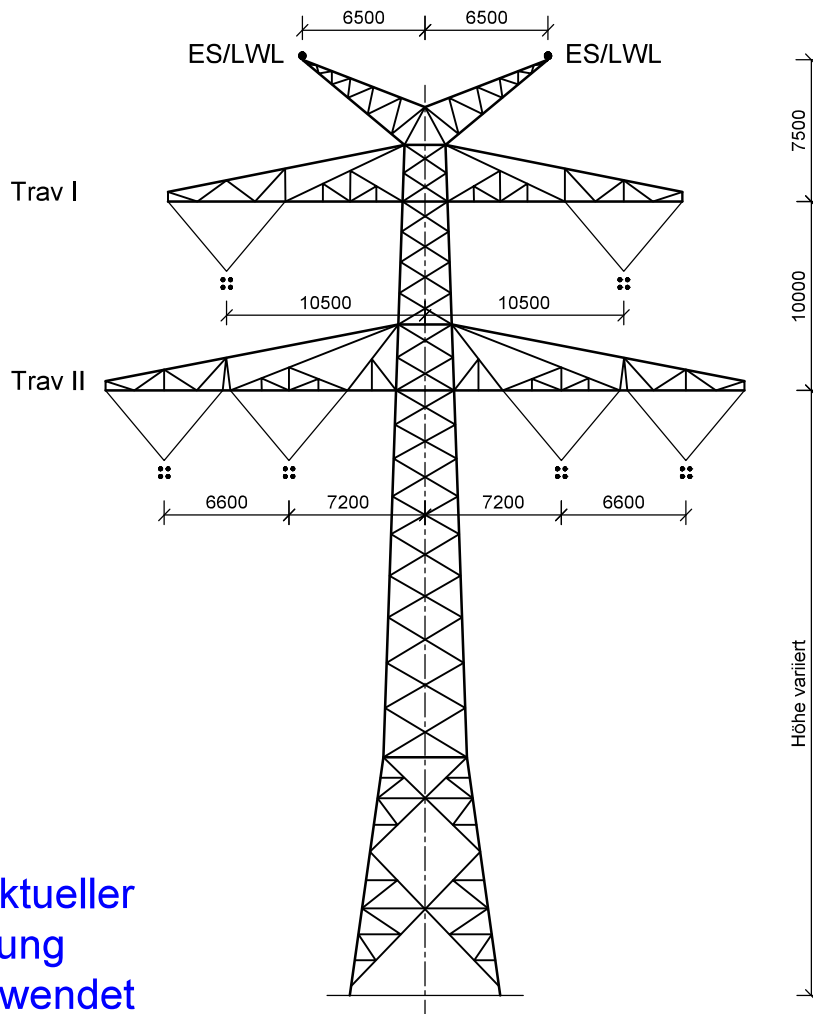 6500 6500
ES/LWL ES/LWL
7500
Trav I
10000
10500 10500
Trav II
6600 7200 7200 6600
Höhe variiert
ktueller
ung
wendet